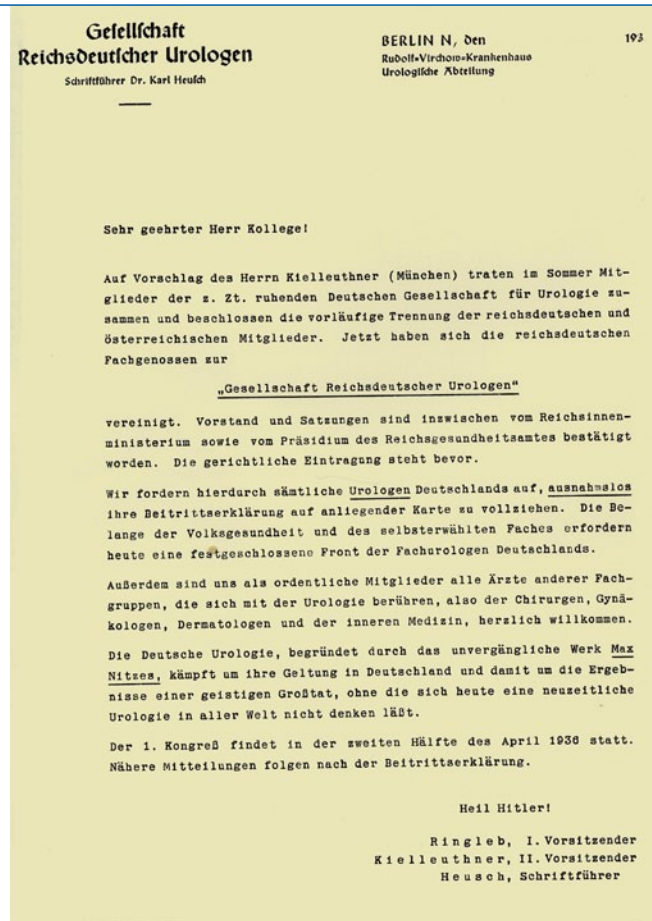 Gesellschaft
Reichsdeutscher Urologen
Schriftführer Dr. Karl Heusch
BERLIN N, den 193
Rudolf-Virchow-Krankenhaus
Urologische Abteilung
Sehr geehrter Herr Kollege!
Auf Vorschlag des Herrn Kielleuthner (München) traten im Sommer Mit-
glieder der z. Zt. ruhenden Deutschen Gesellschaft für Urologie zu-
sammen und beschlossen die vorläufige Trennung der reichsdeutschen und
österreichischen Mitglieder. Jetzt haben sich die reichsdeutschen
Fachgenossen zur
„Gesellschaft Reichsdeutscher Urologen"
vereinigt. Vorstand und Satzungen sind inzwischen vom Reichsinnen-
ministerium sowie vom Präsidium des Reichsgesundheitsamtes bestätigt
worden. Die gerichtliche Eintragung steht bevor.
Wir fordern hierdurch sämtliche Urologen Deutschlands auf, ausnahmslos
ihre Beitrittserklärung auf anliegender Karte zu vollziehen. Die Be-
lange der Volksgesundheit und des selbsterwählten Faches erfordern
heute eine festgeschlossene Front der Fachurologen Deutschlands.
Außerdem sind uns als ordentliche Mitglieder alle Ärzte anderer Fach-
gruppen, die sich mit der Urologie berühren, also der Chirurgen, Gynä-
kologen, Dermatologen und der inneren Medizin, herzlich willkommen.
Die Deutsche Urologie, begründet durch das unvergängliche Werk Max
Nitzes, kämpft um ihre Geltung in Deutschland und damit um die Ergeb-
nisse einer geistigen Großtat, ohne die sich heute eine neuzeitliche
Urologie in aller Welt nicht denken läßt.
Der 1. Kongreß findet in der zweiten Hälfte des April 1936 statt.
Nähere Mitteilungen folgen nach der Beitrittserklärung.
Heil Hitler!
Ringleb, I. Vorsitzender
Kielleuthner, II. Vorsitzender
Heusch, Schriftführer